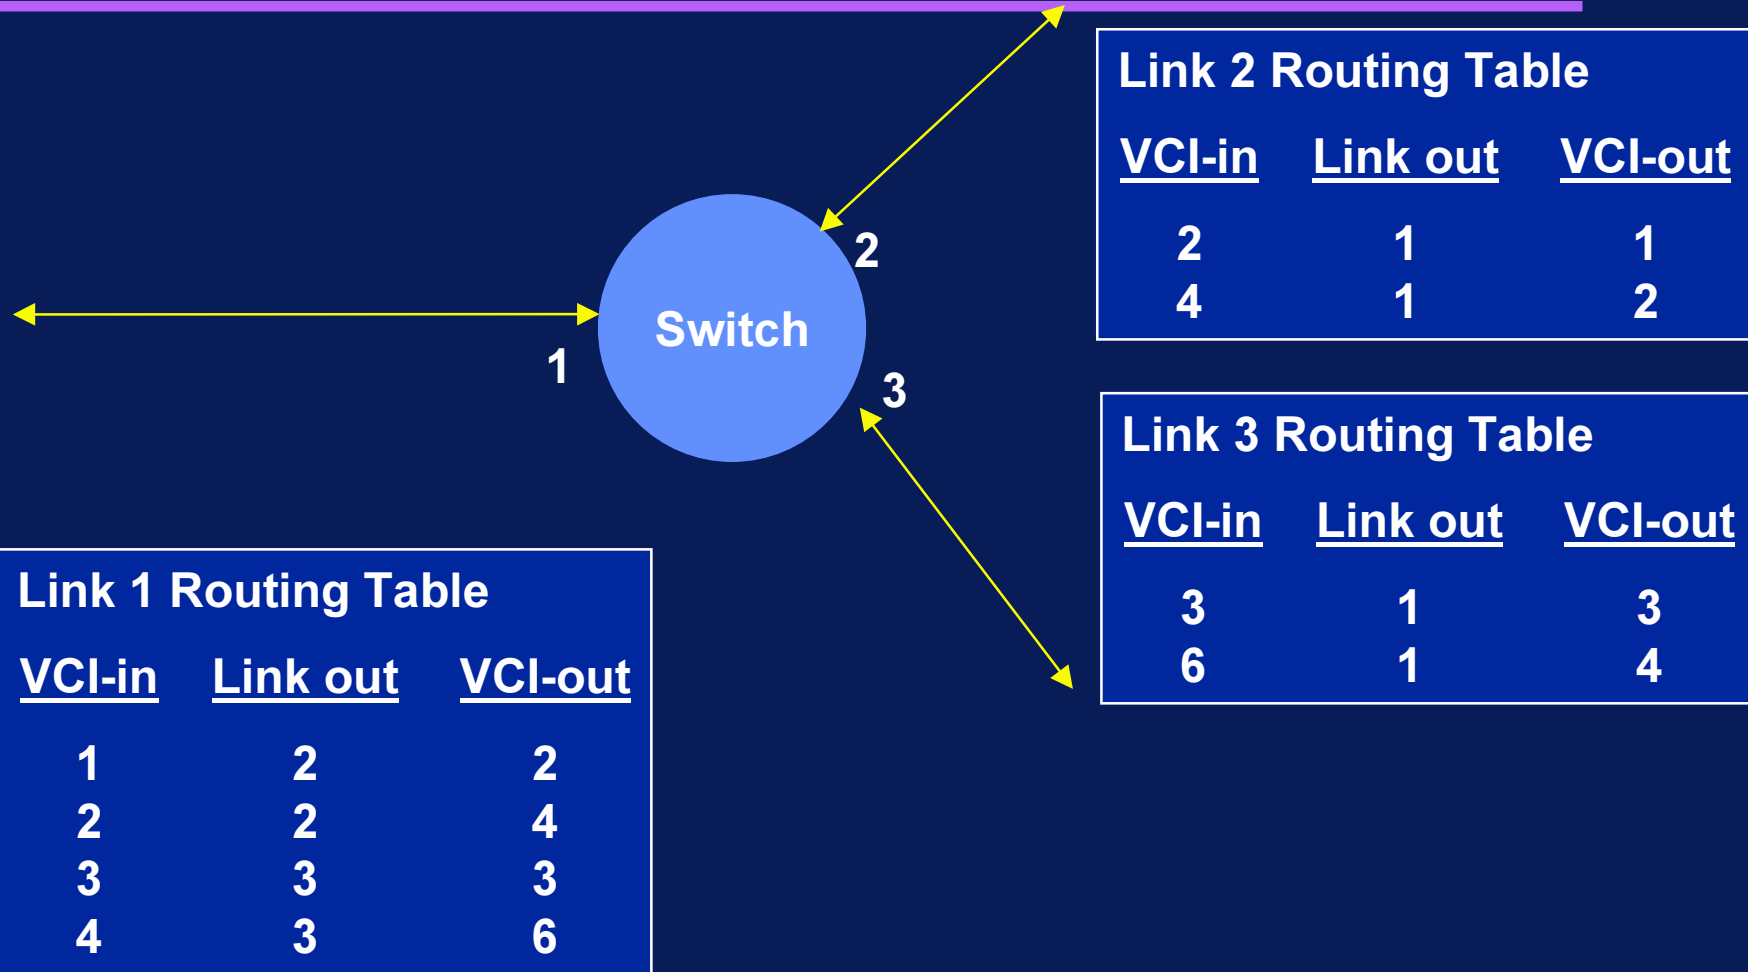 Link 2 Routing Table
VCI-in Link out VCI-out
2 1 1
4 1 2
2
Switch
1
3
Link 3 Routing Table
VCI-in Link out VCI-out
3 1 3
6 1 4
Link 1 Routing Table
VCI-in Link out VCI-out
1 2 2
2 2 4
3 3 3
4 3 6